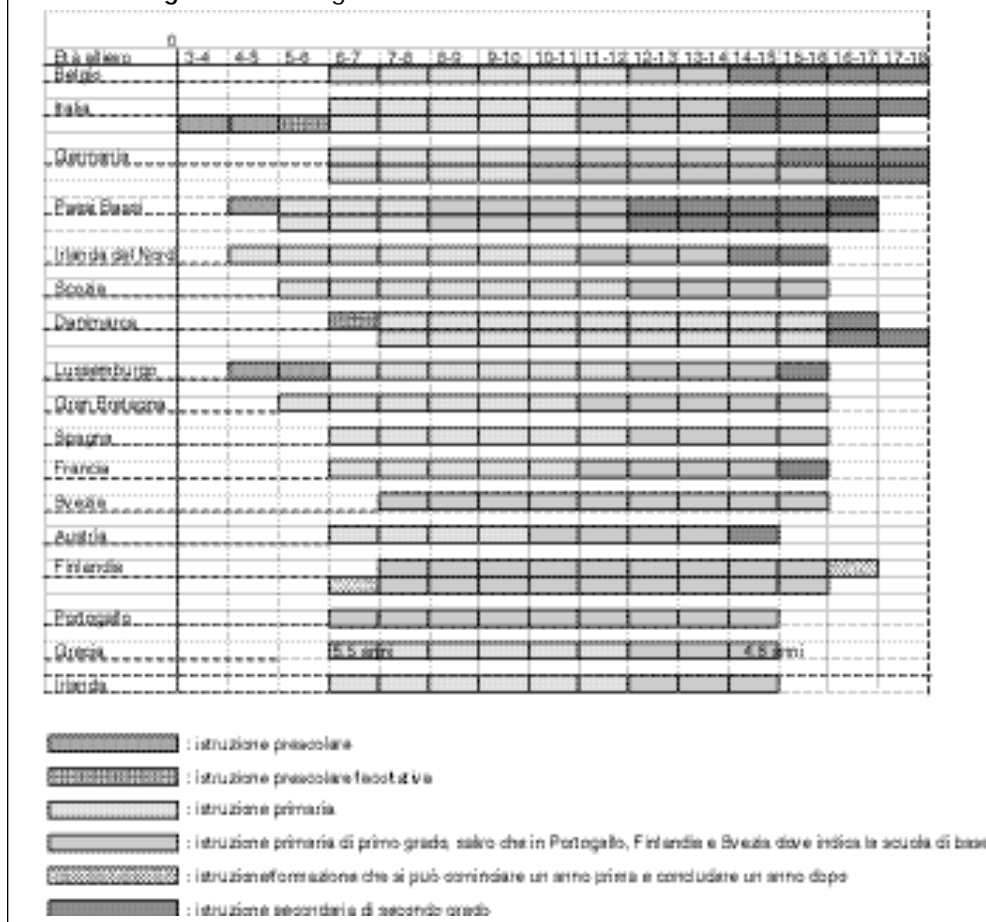 0
Età allievo 3-4 4-5 5-6 6-7 7-8 8-9 9-10 10-11 11-12 12-13 13-14 14-15 15-16 16-17 17-18
Belgio
Italia
Germania
Paesi Bassi
Irlanda del Nord
Scozia
Danimarca
Lussemburgo
Gran Bretagna
Spagna
Francia
Svezia
Austria
Finlandia
Portogallo
Grecia 5.5 anni 4.8 anni
Irlanda
: istruzione prescolare
: istruzione prescolare facoltativa
: istruzione primaria
: istruzione primaria di primo grado, salvo che in Portogallo, Finlandia e Svezia dove indica la scuola di base
: istruzione formazione che si può cominciare un anno prima e concludere un anno dopo
: istruzione secondaria di secondo grado